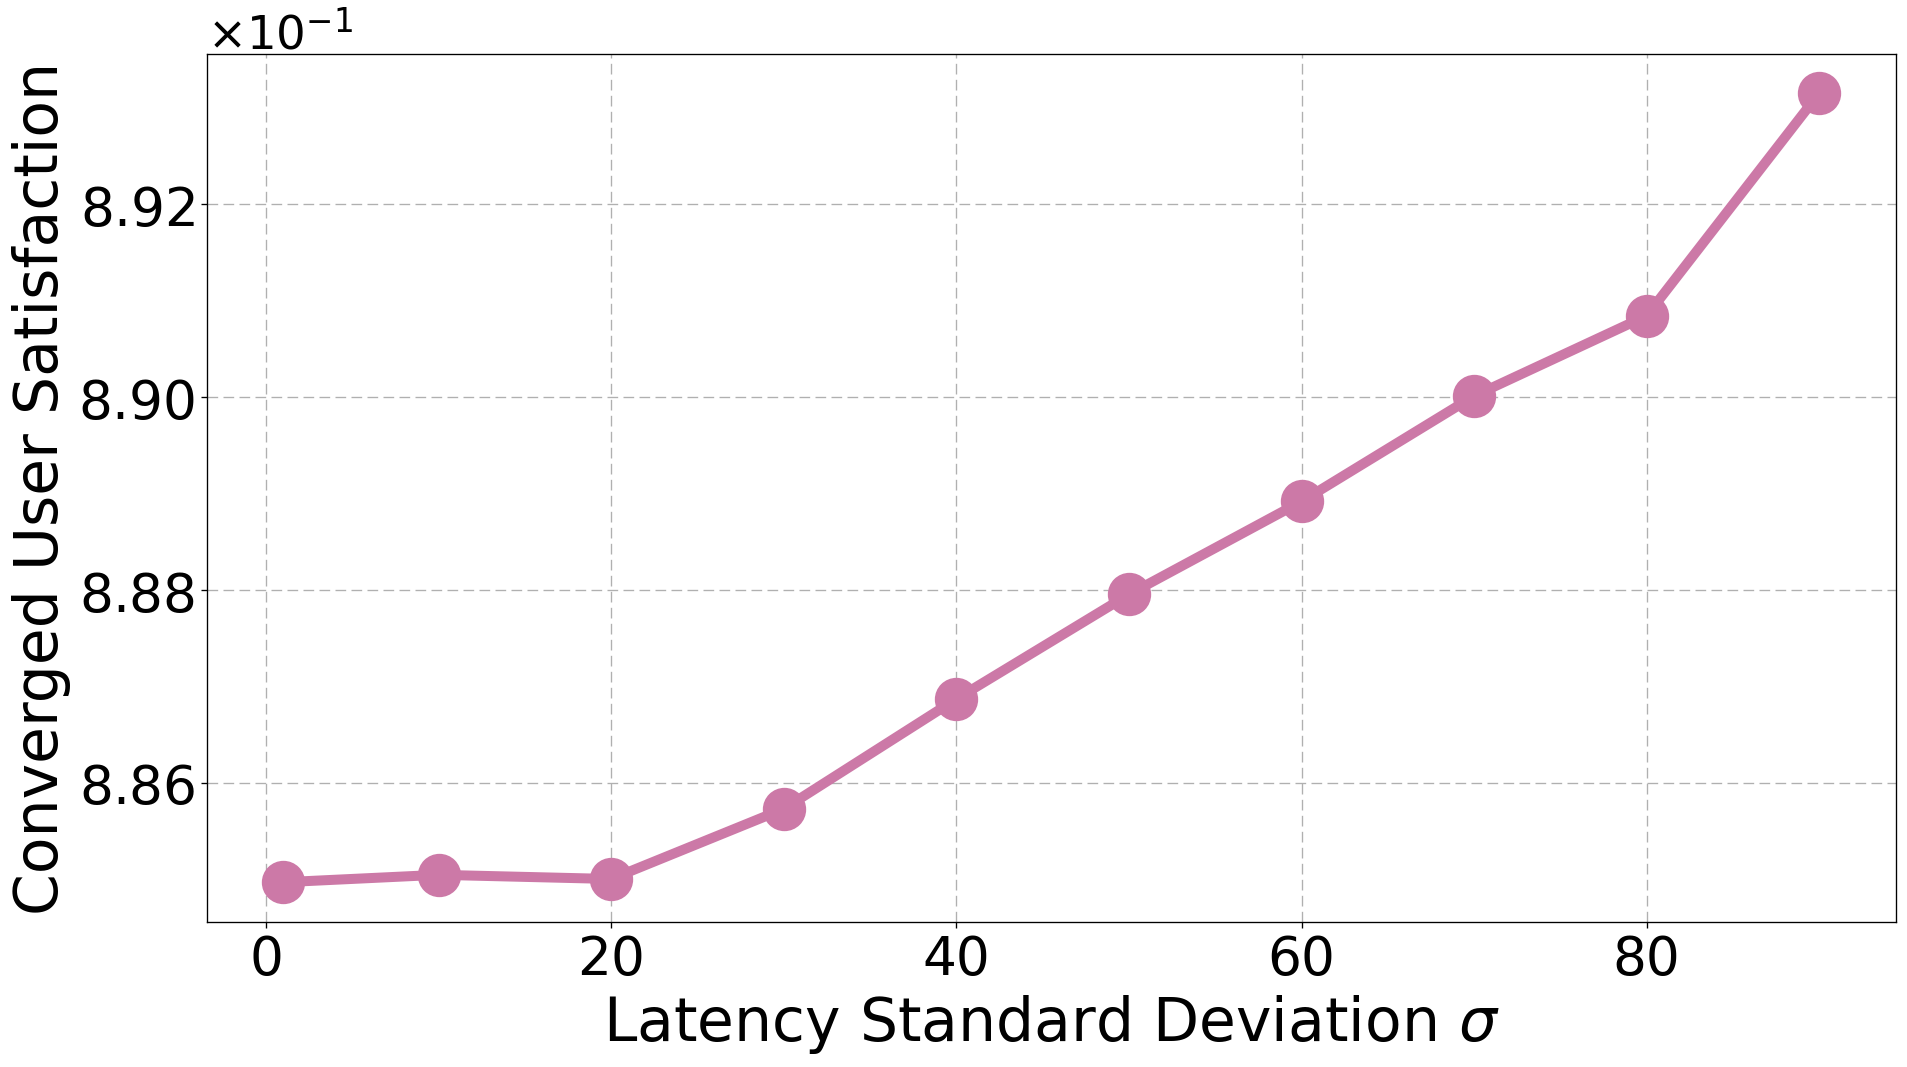 ×10⁻¹
Converged User Satisfaction
8.92
8.90
8.88
8.86
0 20 40 60 80
Latency Standard Deviation σ